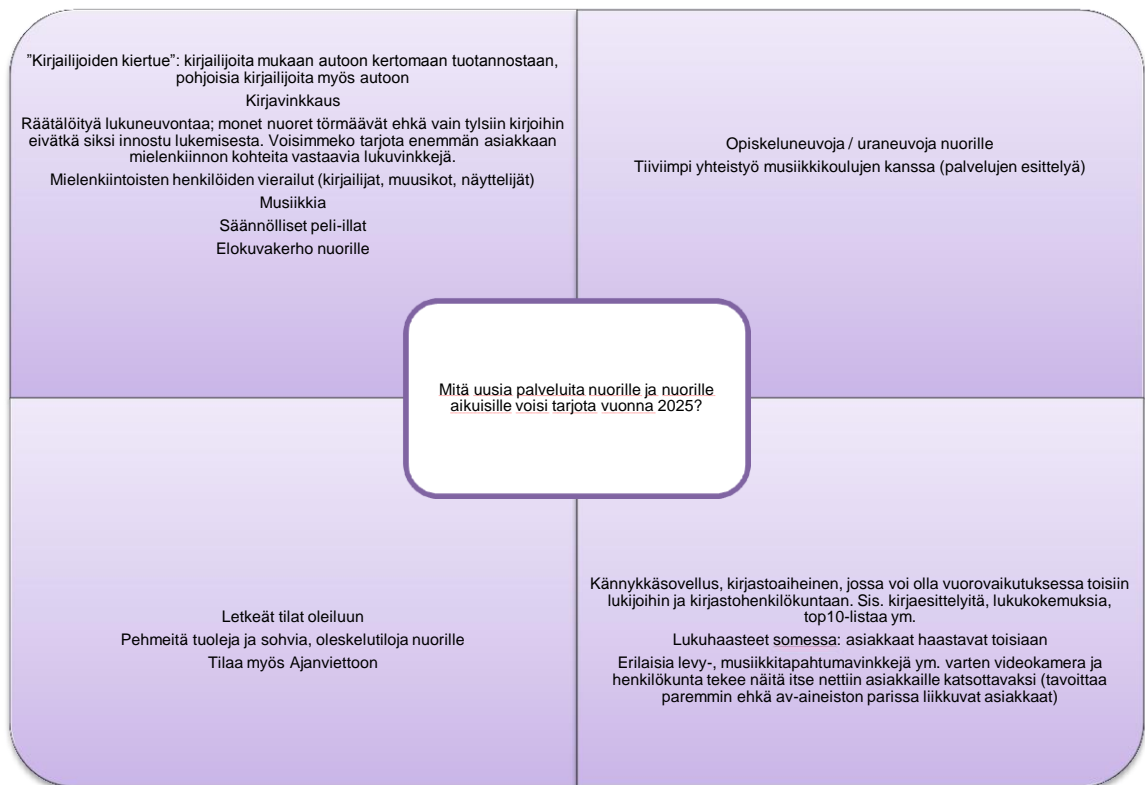 "Kirjailijoiden kiertue": kirjailijoita mukaan autoon kertomaan tuotannostaan,
pohjoisia kirjailijoita myös autoon
Kirjavinkkaus
Räätälöityä lukuneuvontaa; monet nuoret törmäävät ehkä vain tylsiin kirjoihin
eivätkä siksi innostu lukemisesta. Voisimmeko tarjota enemmän asiakkaan
mielenkiinnon kohteita vastaavia lukuvinkkejä.
Mielenkiintoisten henkilöiden vierailut (kirjailijat, muusikot, näyttelijät)
Musiikkia
Säännölliset peli-illat
Elokuvakerho nuorille
Opiskeluneuvoja / uraneuvoja nuorille
Tiiviimpi yhteistyö musiikkikoulujen kanssa (palvelujen esittelyä)
Mitä uusia palveluita nuorille ja nuorille
aikuisille voisi tarjota vuonna 2025?
Letkeät tilat oleiluun
Pehmeitä tuoleja ja sohvia, oleskelutiloja nuorille
Tilaa myös Ajanviettoon
Kännykkäsovellus, kirjastoaiheinen, jossa voi olla vuorovaikutuksessa toisiin
lukijoihin ja kirjastohenkilökuntaan. Sis. kirjaesittelyitä, lukukokemuksia,
top10-listaa ym.
Lukuhaasteet somessa: asiakkaat haastavat toisiaan
Erilaisia levy-, musiikkitapahtumavinkkejä ym. varten videokamera ja
henkilökunta tekee näitä itse nettiin asiakkaille katsottavaksi (tavoittaa
paremmin ehkä av-aineiston parissa liikkuvat asiakkaat)